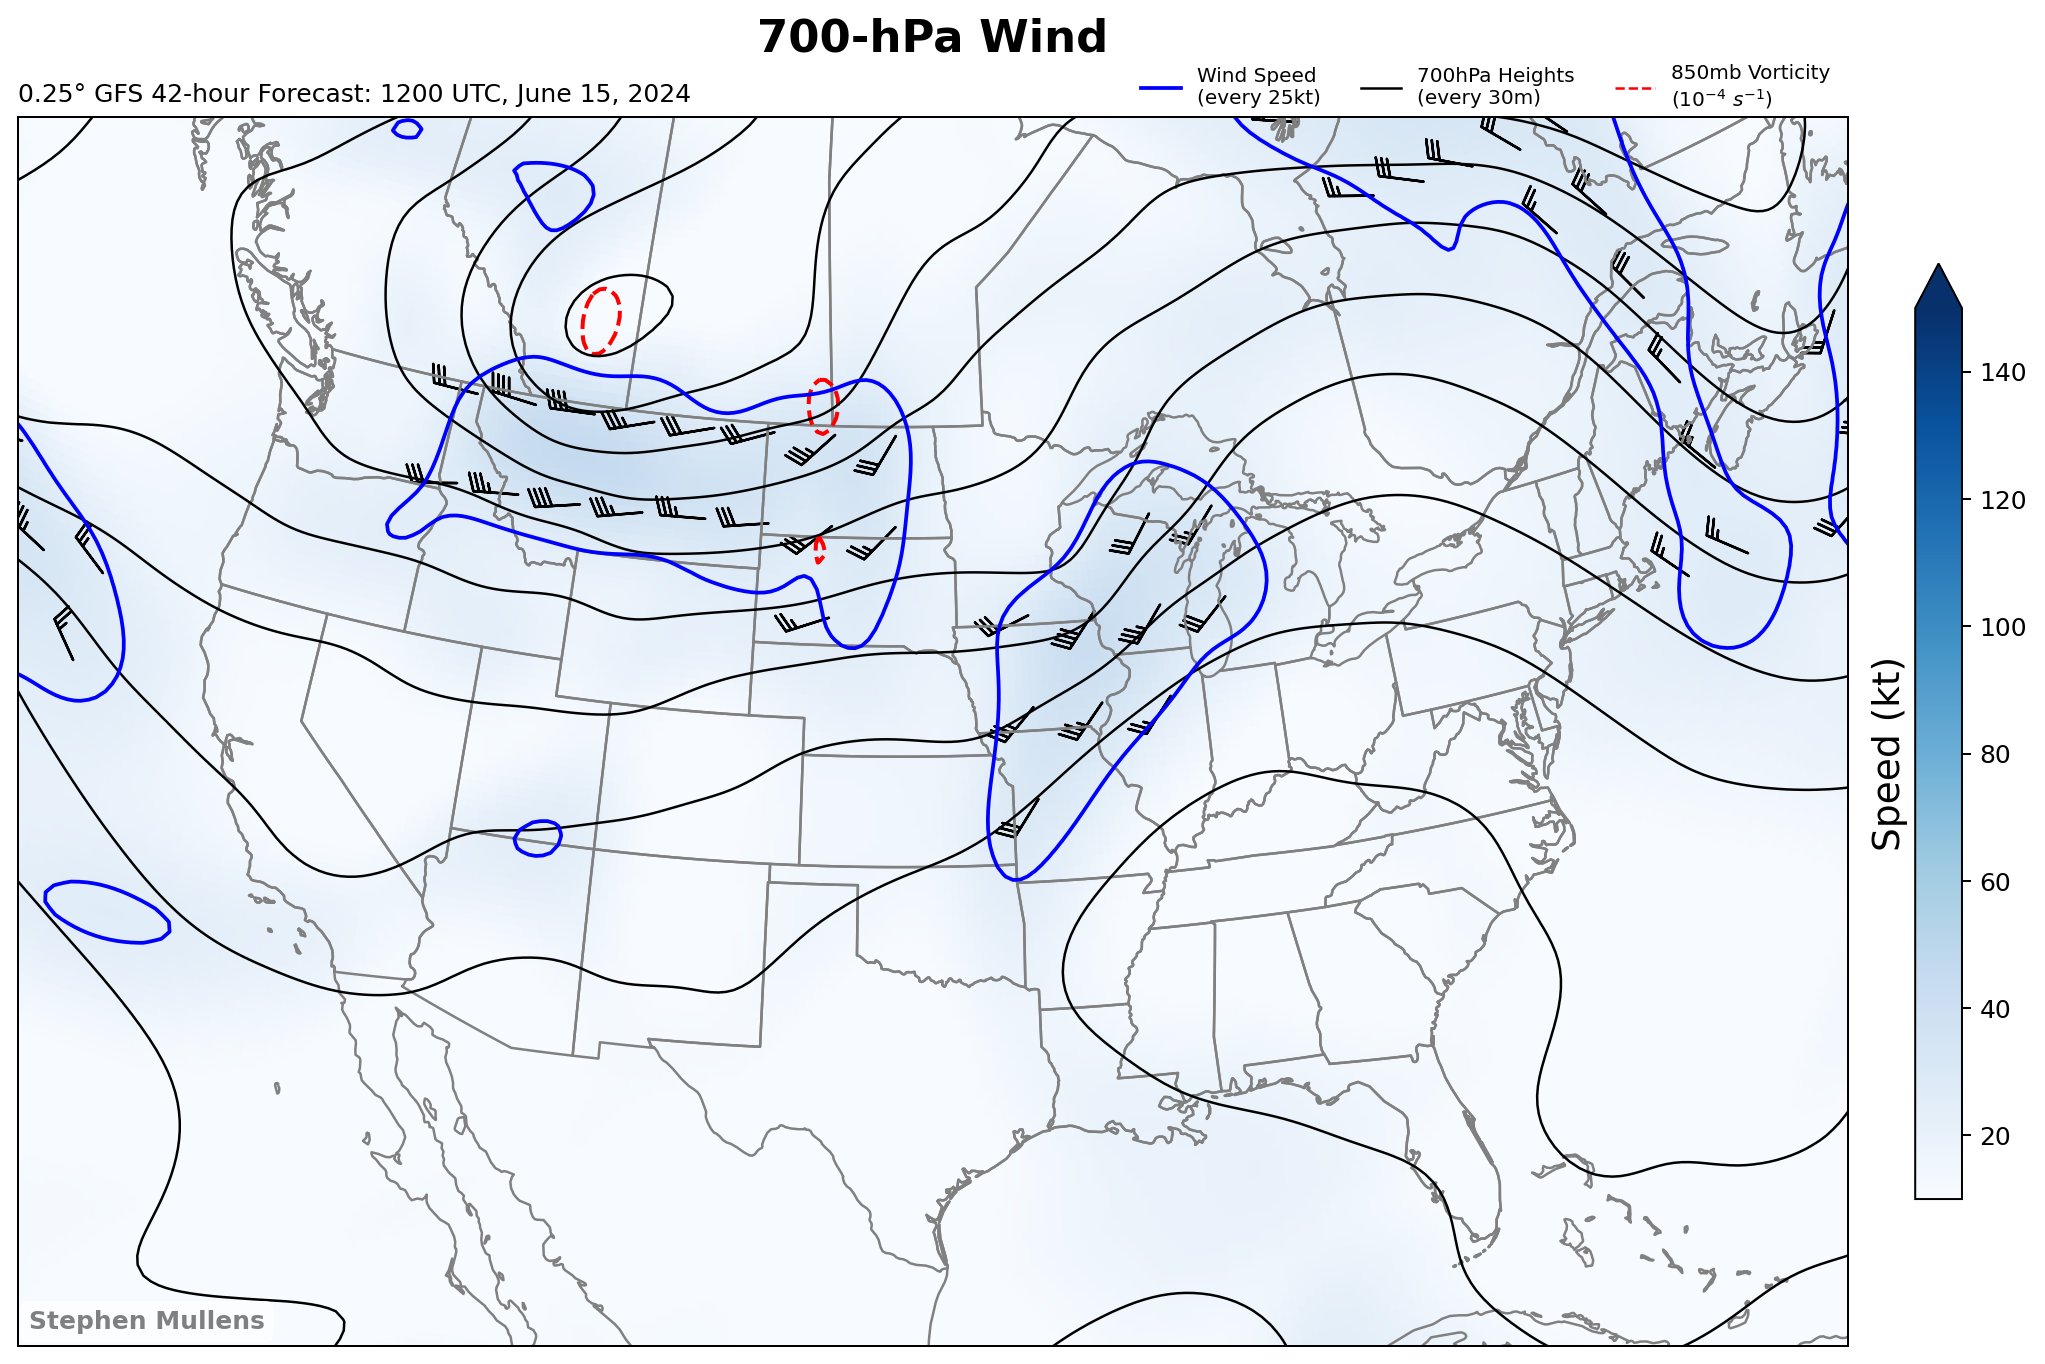 700-hPa Wind
0.25° GFS 42-hour Forecast: 1200 UTC, June 15, 2024
Wind Speed
(every 25kt)
700hPa Heights
(every 30m)
850mb Vorticity
(10⁻⁴ s⁻¹)
140
120
100
80
60
40
20
Speed (kt)
Stephen Mullens